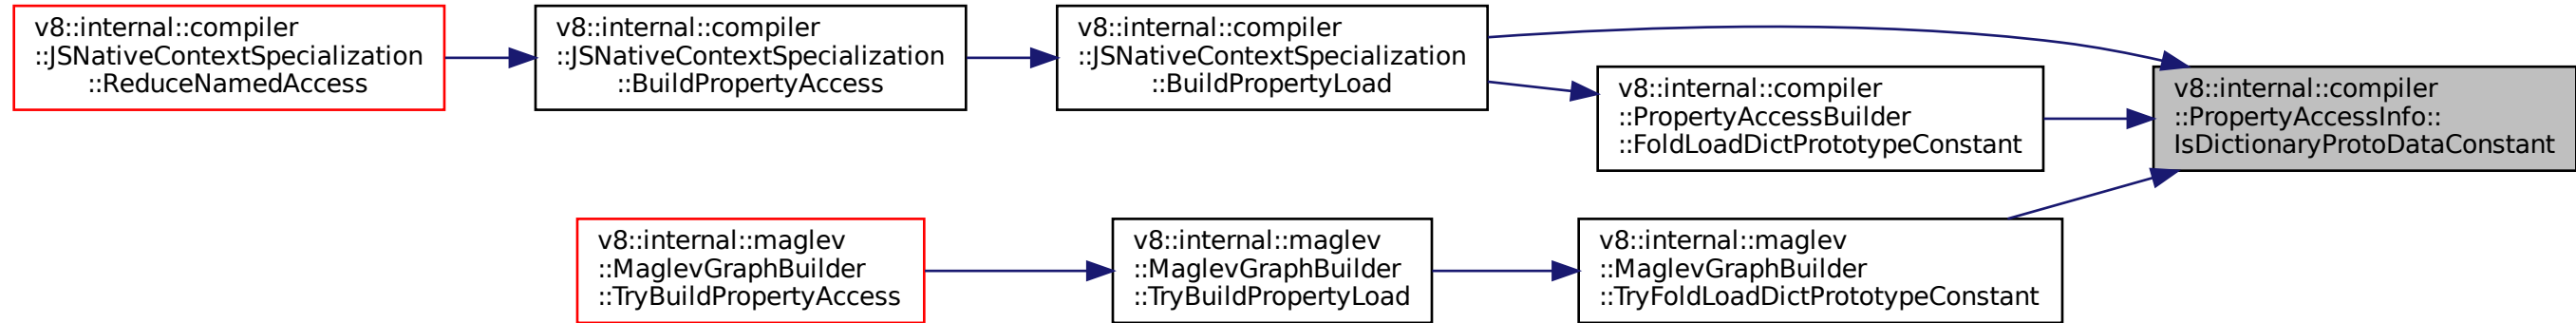 v8::internal::compiler
::JSNativeContextSpecialization
::ReduceNamedAccess
v8::internal::compiler
::JSNativeContextSpecialization
::BuildPropertyAccess
v8::internal::compiler
::JSNativeContextSpecialization
::BuildPropertyLoad
v8::internal::compiler
::PropertyAccessBuilder
::FoldLoadDictPrototypeConstant
v8::internal::compiler
::PropertyAccessInfo::
IsDictionaryProtoDataConstant
v8::internal::maglev
::MaglevGraphBuilder
::TryBuildPropertyAccess
v8::internal::maglev
::MaglevGraphBuilder
::TryBuildPropertyLoad
v8::internal::maglev
::MaglevGraphBuilder
::TryFoldLoadDictPrototypeConstant